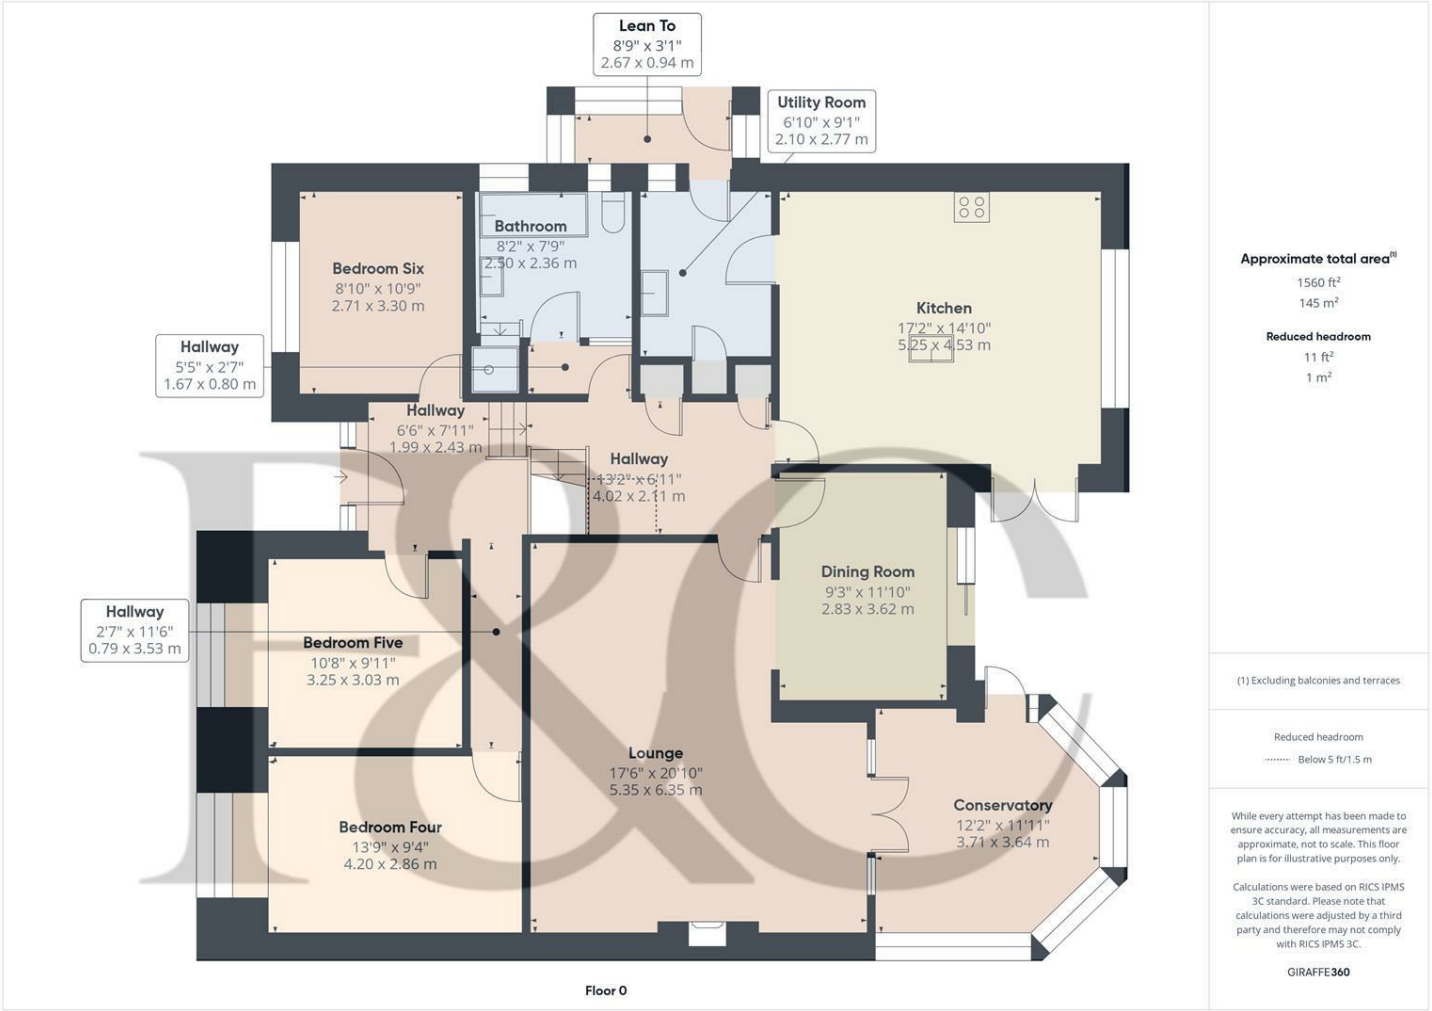 Lean To
8'9" x 3'1"
2.67 x 0.94 m
Utility Room
6'10" x 9'1"
2.10 x 2.77 m
Bathroom
8'2" x 7'9"
2.50 x 2.36 m
Bedroom Six
8'10" x 10'9"
2.71 x 3.30 m
Kitchen
17'2" x 14'10"
5.25 x 4.53 m
Hallway
5'5" x 2'7"
1.67 x 0.80 m
Hallway
6'6" x 7'11"
1.99 x 2.43 m
Hallway
13'2" x 6'11"
4.02 x 2.11 m
F&C
Dining Room
9'3" x 11'10"
2.83 x 3.62 m
Hallway
2'7" x 11'6"
0.79 x 3.53 m
Bedroom Five
10'8" x 9'11"
3.25 x 3.03 m
Lounge
17'6" x 20'10"
5.35 x 6.35 m
Conservatory
12'2" x 11'11"
3.71 x 3.64 m
Bedroom Four
13'9" x 9'4"
4.20 x 2.86 m
Floor 0
Approximate total area(1)
1560 ft²
145 m²
Reduced headroom
11 ft²
1 m²
(1) Excluding balconies and terraces
Reduced headroom
Below 5 ft/1.5 m
While every attempt has been made to
ensure accuracy, all measurements are
approximate, not to scale. This floor
plan is for illustrative purposes only.
Calculations were based on RICS IPMS
3C standard. Please note that
calculations were adjusted by a third
party and therefore may not comply
with RICS IPMS 3C.
GIRAFFE360